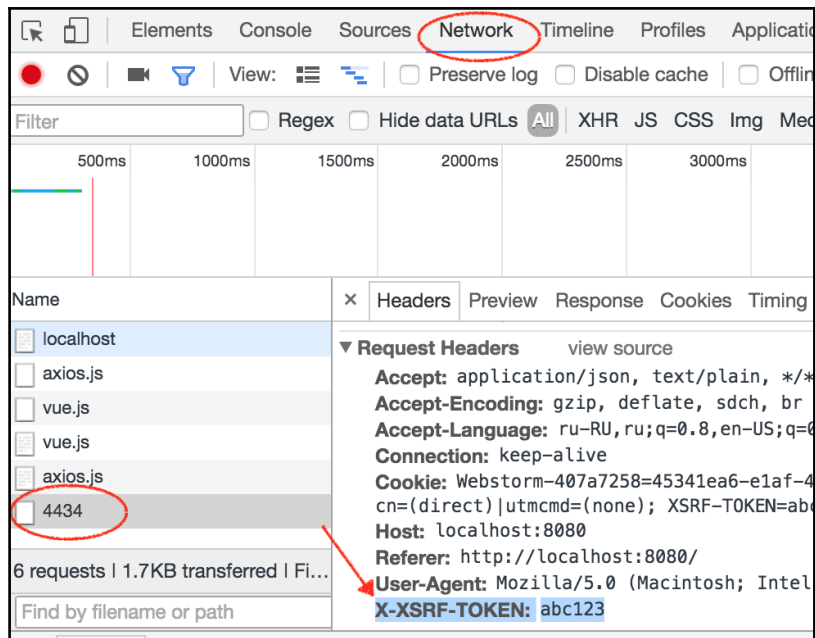 Elements Console Sources Network Timeline Profiles
View: Preserve log Disable cache
Filter Regex Hide data URLs All XHR JS CSS Img
500ms 1000ms 1500ms 2000ms 2500ms 3000ms
Name
× Headers Preview Response Cookies Timing
localhost
axios.js
vue.js
vue.js
axios.js
4434
6 requests | 1.7KB transferred | Fi...
Find by filename or path
▼ Request Headers view source
Accept: application/json, text/plain, */*
Accept-Encoding: gzip, deflate, sdch, br
Accept-Language: ru-RU,ru;q=0.8,en-US;q=0
Connection: keep-alive
Cookie: Webstorm-407a7258=45341ea6-e1af-4
cn=(direct)|utmcmd=(none); XSRF-TOKEN=abc
Host: localhost:8080
Referer: http://localhost:8080/
User-Agent: Mozilla/5.0 (Macintosh; Intel
X-XSRF-TOKEN: abc123